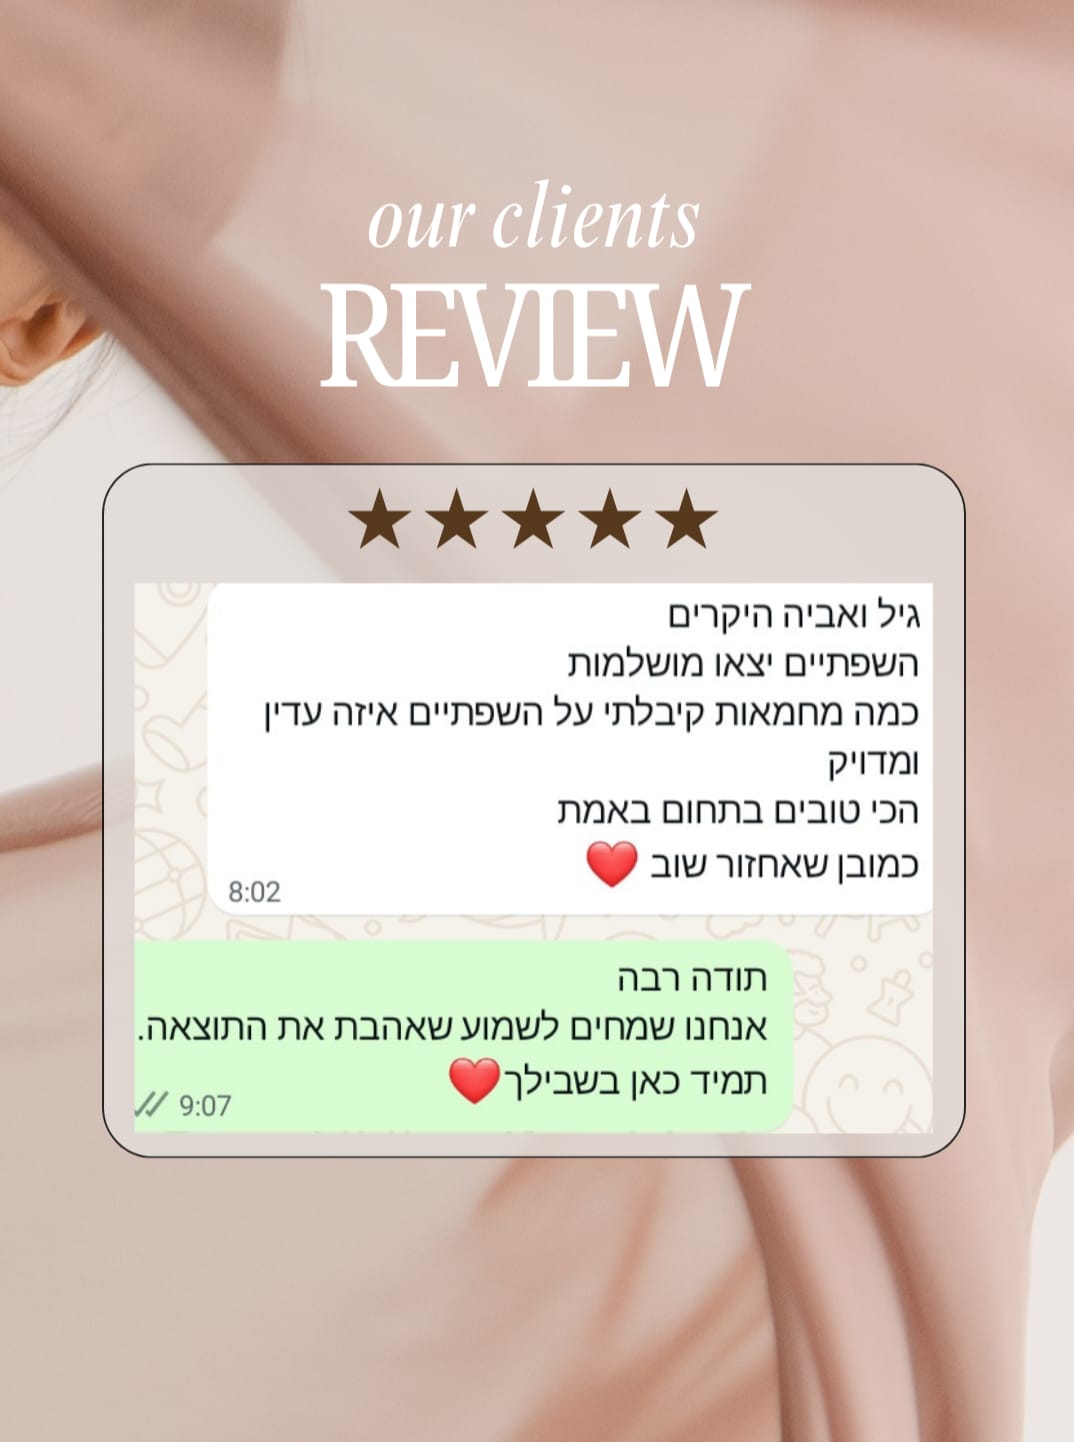 our clients
REVIEW
★★★★★
גיל ואביה היקרים
השפתיים יצאו מושלמות
כמה מחמאות קיבלתי על השפתיים איזה עדין
ומדויק
הכי טובים בתחום באמת
כמובן שאחזור שוב ❤️
8:02
תודה רבה
אנחנו שמחים לשמוע שאהבת את התוצאה.
תמיד כאן בשבילך❤️
9:07